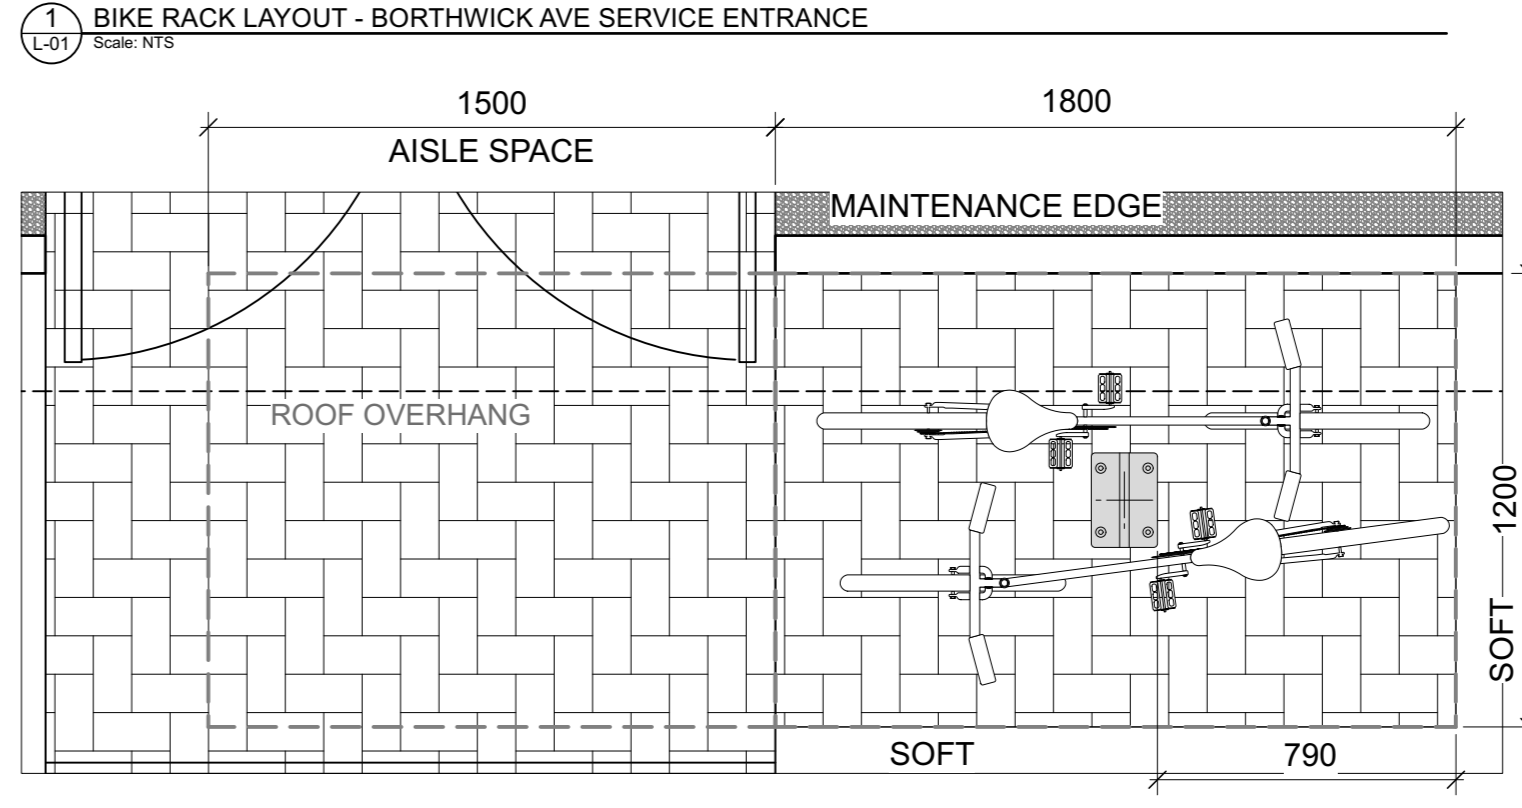 1
BIKE RACK LAYOUT - BORTHWICK AVE SERVICE ENTRANCE
L-01
Scale: NTS
1500
1800
AISLE SPACE
MAINTENANCE EDGE
ROOF OVERHANG
1200
SOFT
SOFT
790